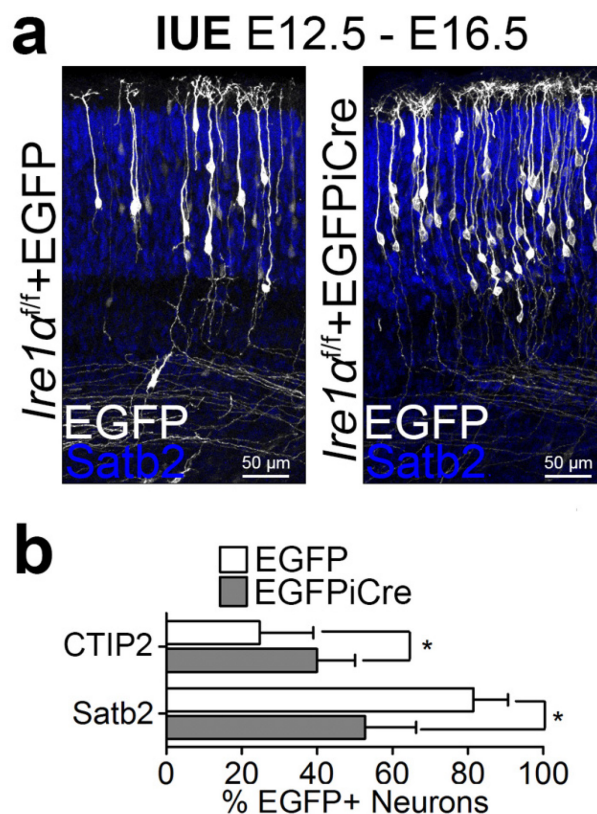 a IUE E12.5 - E16.5
Ire1α f/f+EGFP
EGFP
Satb2
50 µm
Ire1α f/f+EGFPiCre
EGFP
Satb2
50 µm
b
EGFP
EGFPiCre
CTIP2
*
Satb2
*
0 20 40 60 80 100
% EGFP+ Neurons